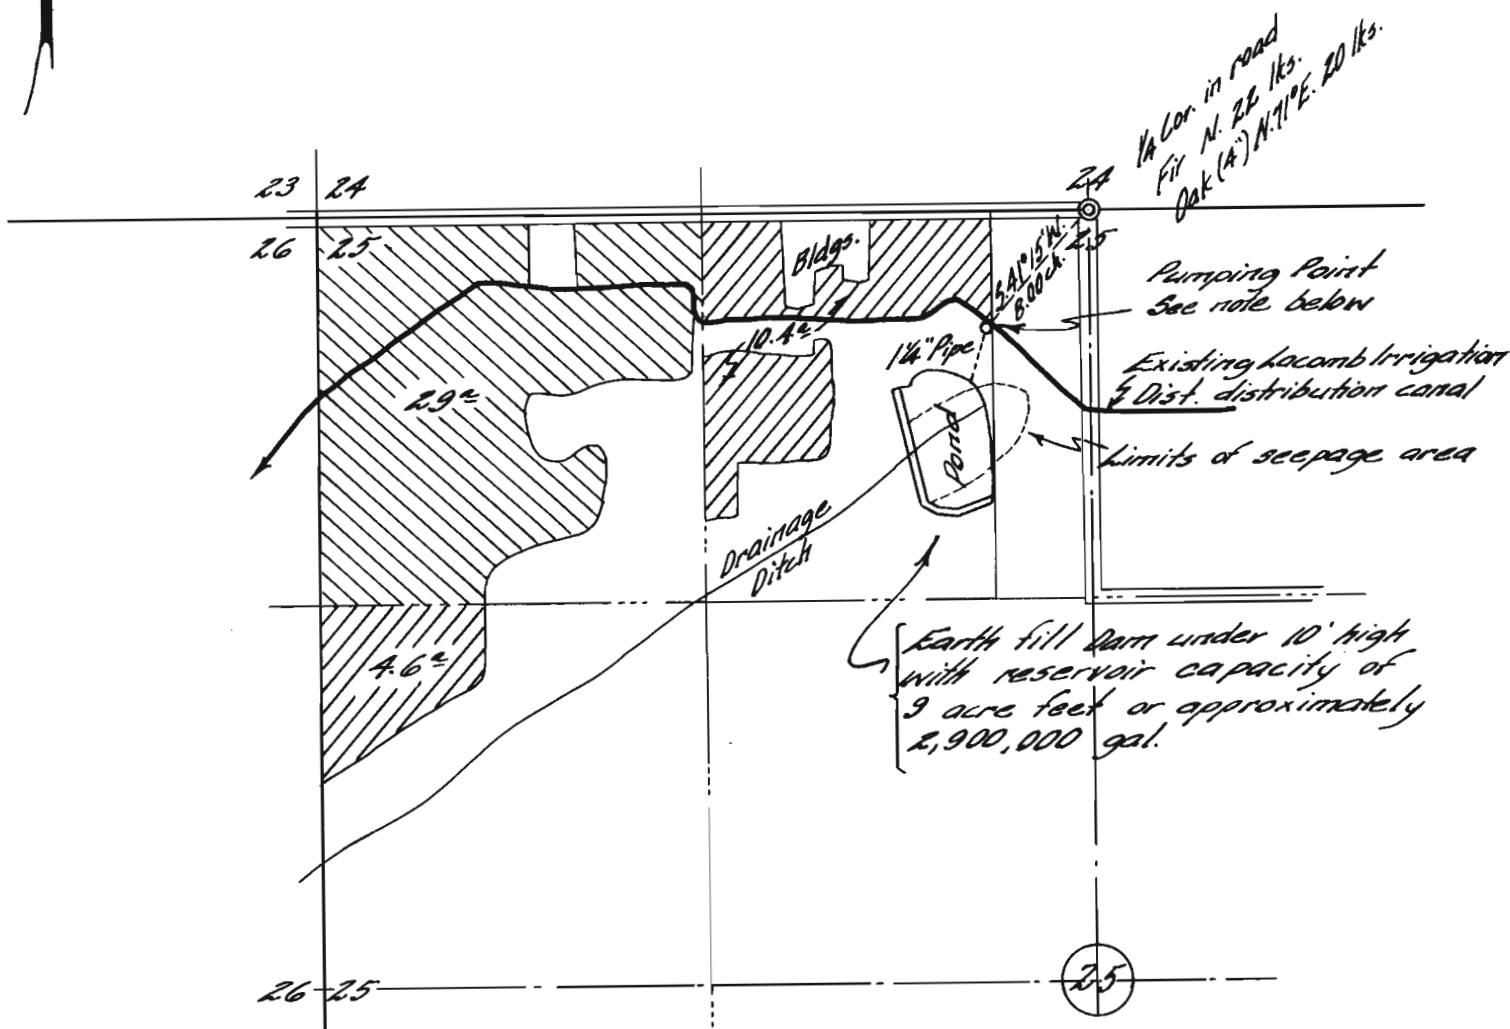 1/4 Cor. in road
Fir N. 22 lks.
Oak (4") N.71°E. 20 lks.
23 24
24
26 25
25
S.41°15'W.
8.00 ch.
Bldgs.
Pumping Point
See note below
10.4 ᵃ
1¼" Pipe
Existing Lacomb Irrigation
Dist. distribution canal
29 ᵃ
Pond
Limits of seepage area
Drainage
Ditch
4.6 ᵃ
Earth fill Dam under 10' high
with reservoir capacity of
9 acre feet or approximately
2,900,000 gal.
26 25
25